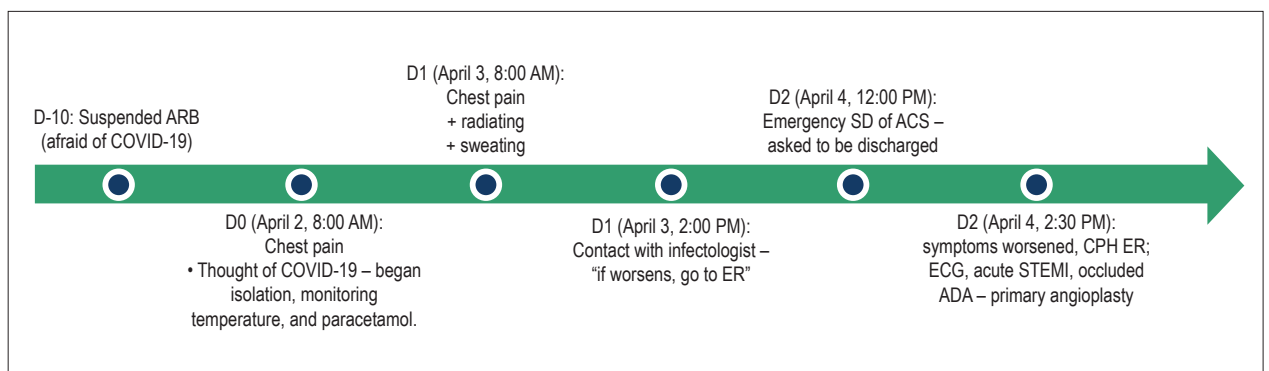 D-10: Suspended ARB
(afraid of COVID-19)
D0 (April 2, 8:00 AM):
Chest pain
• Thought of COVID-19 – began
isolation, monitoring
temperature, and paracetamol.
D1 (April 3, 8:00 AM):
Chest pain
+ radiating
+ sweating
D1 (April 3, 2:00 PM):
Contact with infectologist –
“if worsens, go to ER”
D2 (April 4, 12:00 PM):
Emergency SD of ACS –
asked to be discharged
D2 (April 4, 2:30 PM):
symptoms worsened, CPH ER;
ECG, acute STEMI, occluded
ADA – primary angioplasty